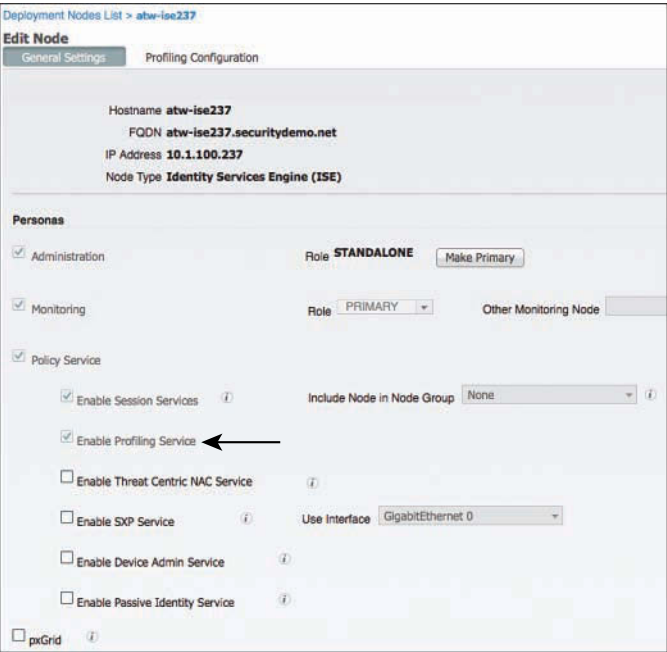 Deployment Nodes List > atw-ise237
Edit Node
General Settings Profiling Configuration
Hostname atw-ise237
FQDN atw-ise237.securitydemo.net
IP Address 10.1.100.237
Node Type Identity Services Engine (ISE)
Personas
Administration Role STANDALONE Make Primary
Monitoring Role PRIMARY Other Monitoring Node
Policy Service
Enable Session Services i Include Node in Node Group None i
Enable Profiling Service
Enable Threat Centric NAC Service i
Enable SXP Service i Use Interface GigabitEthernet 0
Enable Device Admin Service i
Enable Passive Identity Service i
pxGrid i